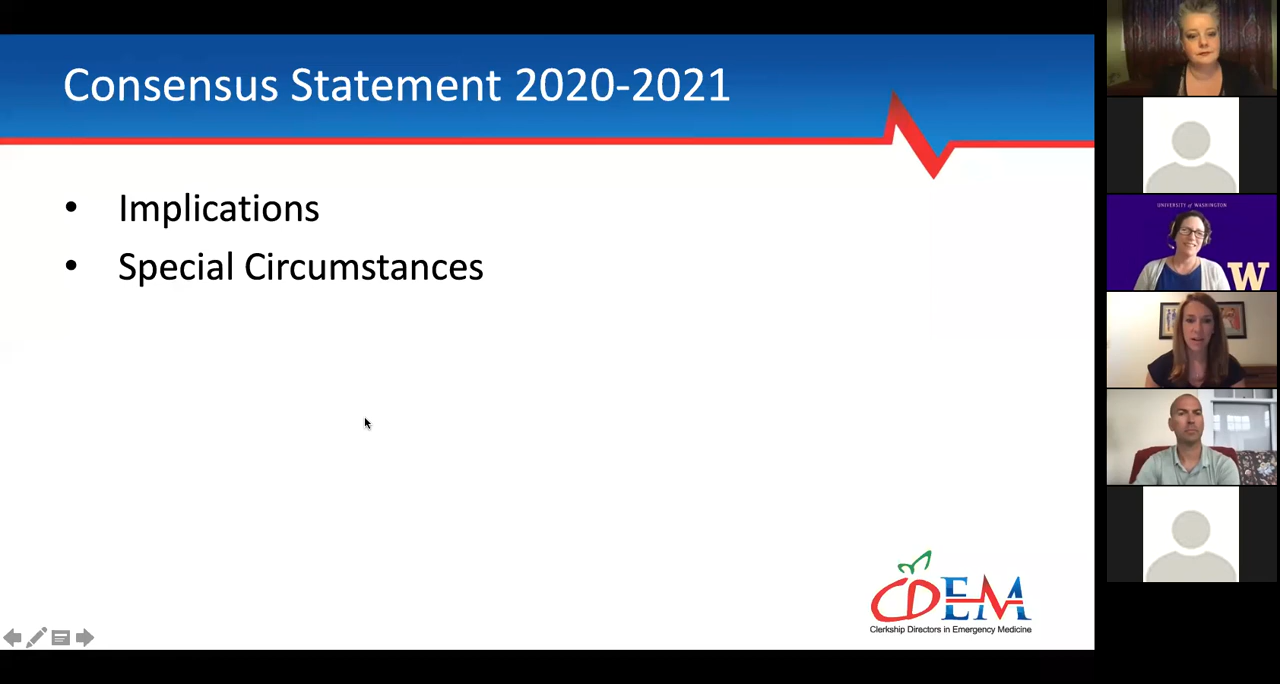 Consensus Statement 2020-2021
• Implications
• Special Circumstances
CDEM
Clerkship Directors in Emergency Medicine
UNIVERSITY of WASHINGTON
W